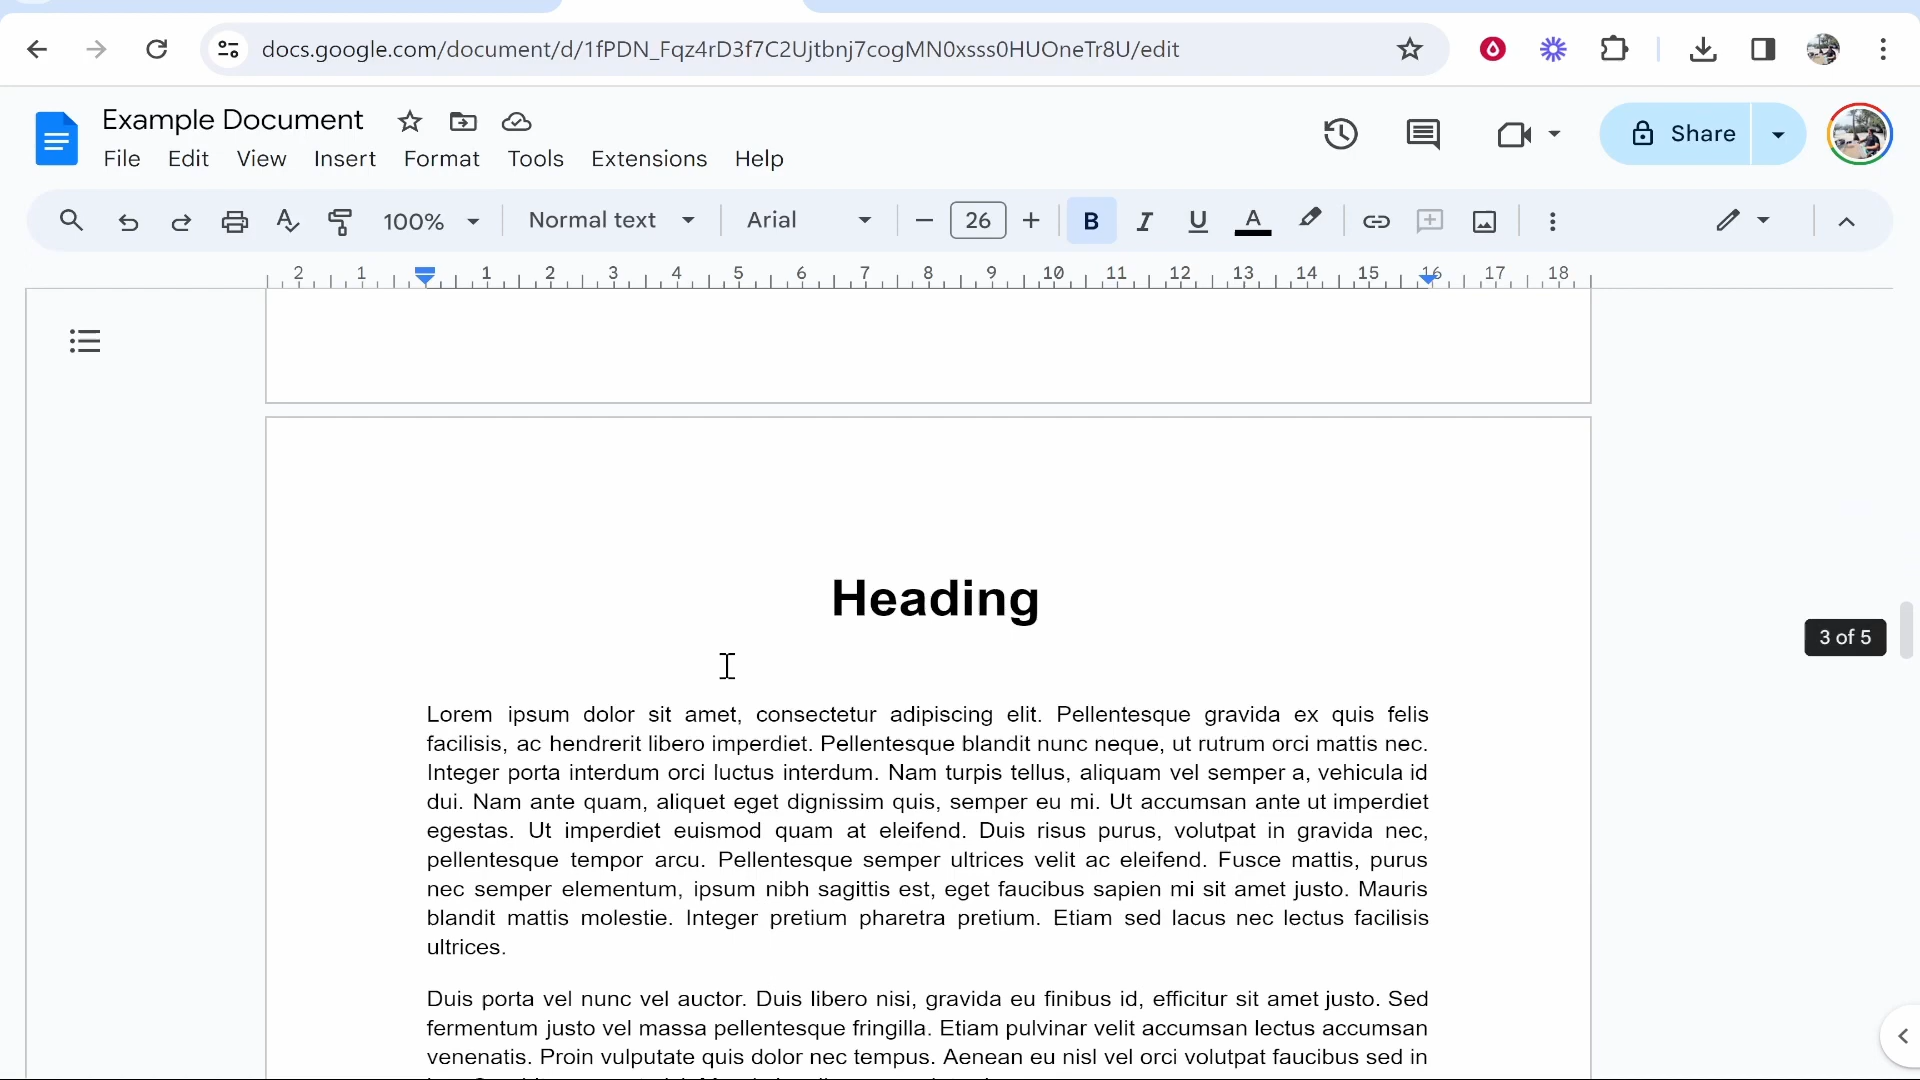 docs.google.com/document/d/1fPDN_Fqz4rD3f7C2Ujtbnj7cogMN0xsss0HUOneTr8U/edit
Example Document
File Edit View Insert Format Tools Extensions Help
Share
100% Normal text Arial 26 B I U A
2 1 1 2 3 4 5 6 7 8 9 10 11 12 13 14 15 16 17 18
Heading
3 of 5
Lorem ipsum dolor sit amet, consectetur adipiscing elit. Pellentesque gravida ex quis felis
facilisis, ac hendrerit libero imperdiet. Pellentesque blandit nunc neque, ut rutrum orci mattis nec.
Integer porta interdum orci luctus interdum. Nam turpis tellus, aliquam vel semper a, vehicula id
dui. Nam ante quam, aliquet eget dignissim quis, semper eu mi. Ut accumsan ante ut imperdiet
egestas. Ut imperdiet euismod quam at eleifend. Duis risus purus, volutpat in gravida nec,
pellentesque tempor arcu. Pellentesque semper ultrices velit ac eleifend. Fusce mattis, purus
nec semper elementum, ipsum nibh sagittis est, eget faucibus sapien mi sit amet justo. Mauris
blandit mattis molestie. Integer pretium pharetra pretium. Etiam sed lacus nec lectus facilisis
ultrices.
Duis porta vel nunc vel auctor. Duis libero nisi, gravida eu finibus id, efficitur sit amet justo. Sed
fermentum justo vel massa pellentesque fringilla. Etiam pulvinar velit accumsan lectus accumsan
venenatis. Proin vulputate quis dolor nec tempus. Aenean eu nisl vel orci volutpat faucibus sed in